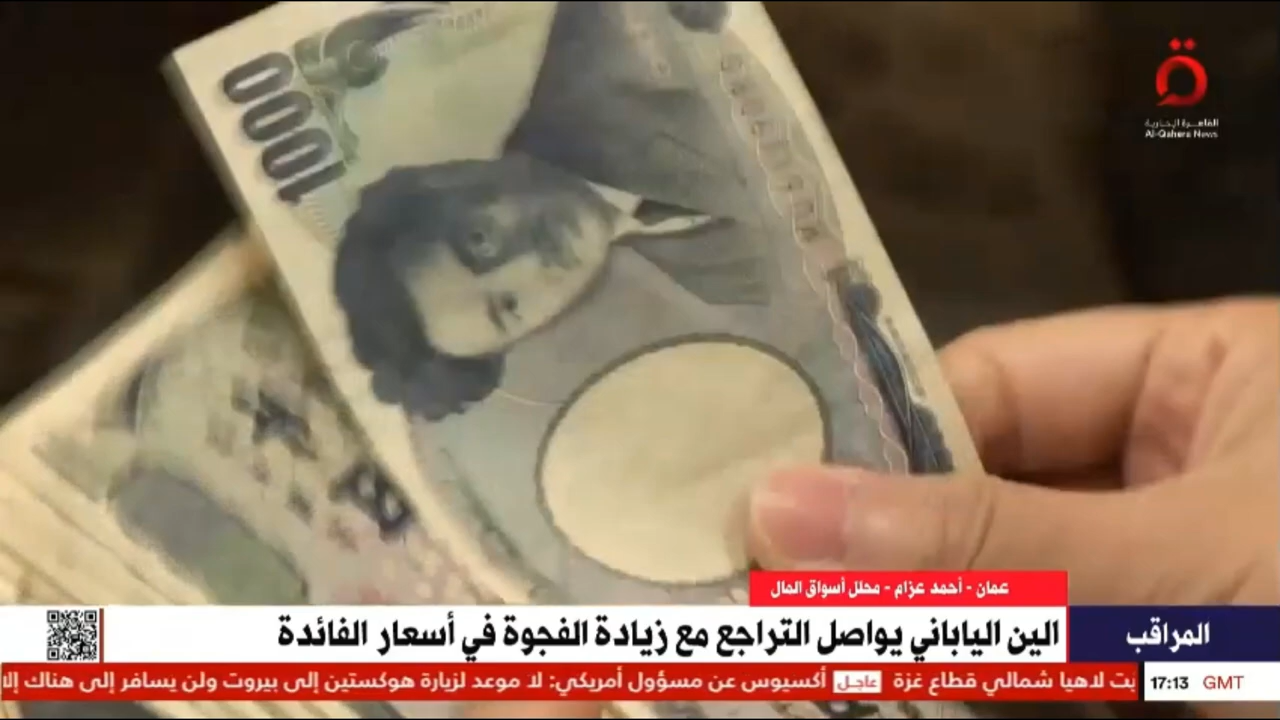 1000
القاهرة الإخبارية
Al-Qahera News
عمان - أحمد عزام - محلل أسواق المال
المراقب
الين الياباني يواصل التراجع مع زيادة الفجوة في أسعار الفائدة
بت لاهيا شمالي قطاع غزة عاجل أكسيوس عن مسؤول أمريكي: لا موعد لزيارة هوكستين إلى بيروت ولن يسافر إلى هناك إلا
17:13 GMT